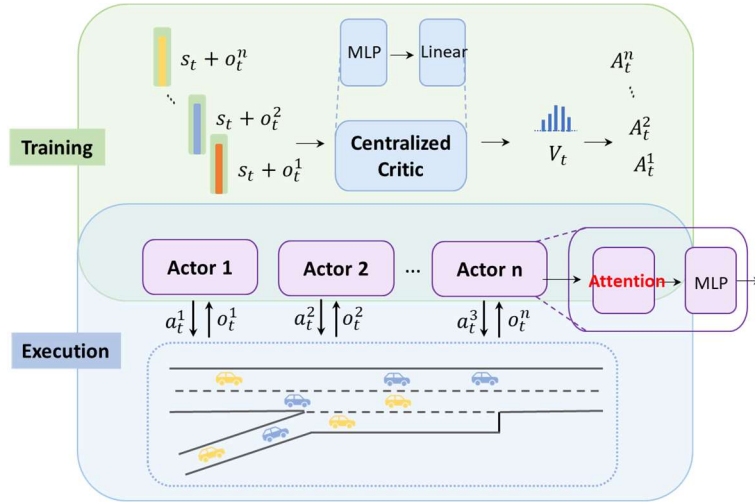 MLP
Linear
s_t + o_t^n
A_t^n
s_t + o_t^2
A_t^2
Training
Centralized
Critic
V_t
s_t + o_t^1
A_t^1
Actor 1
Actor 2
...
Actor n
Attention
MLP
a_t^1
o_t^1
a_t^2
o_t^2
a_t^3
o_t^n
Execution